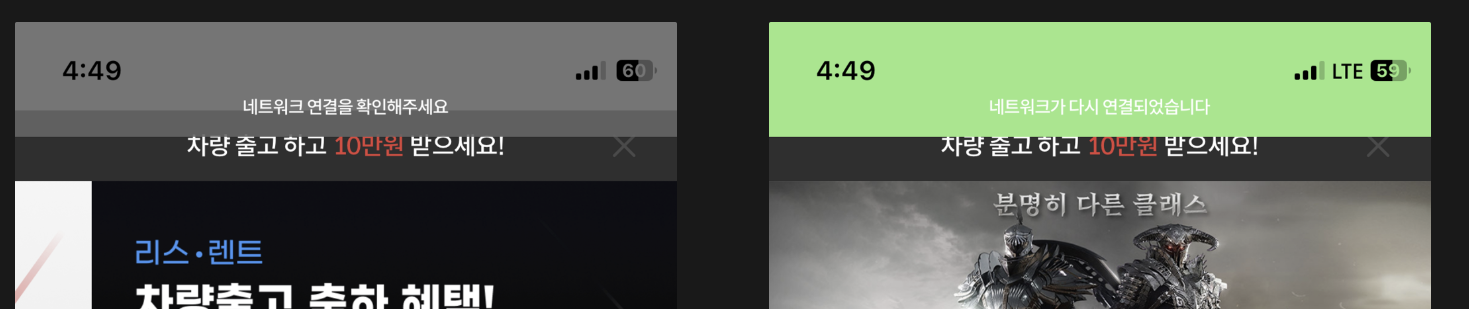 4:49
60
네트워크 연결을 확인해주세요
차량 출고 하고 10만원 받으세요!
리스·렌트
차량출고 축하 혜택!
4:49
LTE 59
네트워크가 다시 연결되었습니다
차량 출고 하고 10만원 받으세요!
분명히 다른 클래스